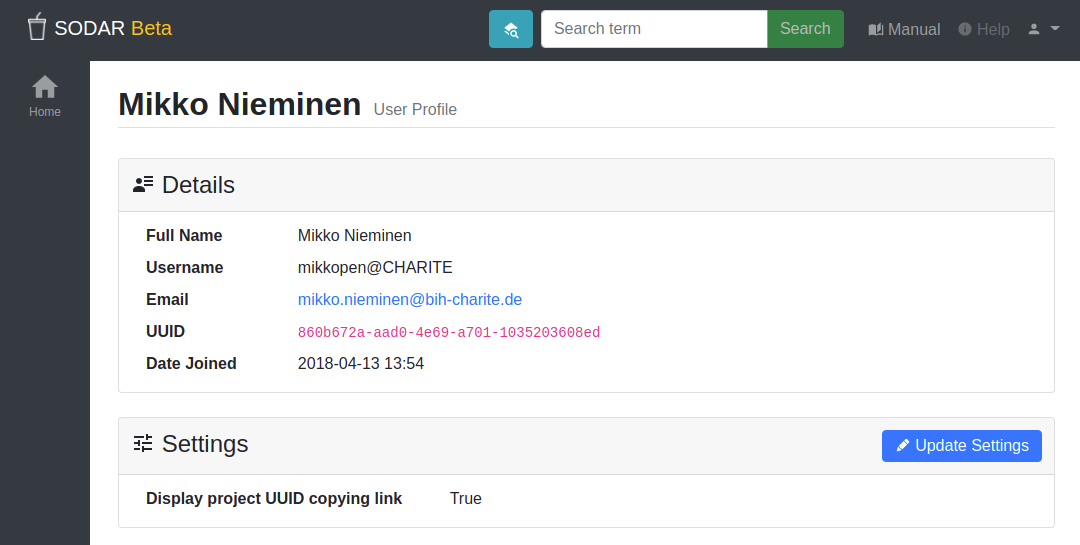 SODAR Beta
Search term
Search
Manual
Help
Home
Mikko Nieminen User Profile
Details
Full Name Mikko Nieminen
Username mikkopen@CHARITE
Email mikko.nieminen@bih-charite.de
UUID 860b672a-aad0-4e69-a701-1035203608ed
Date Joined 2018-04-13 13:54
Settings
Update Settings
Display project UUID copying link True